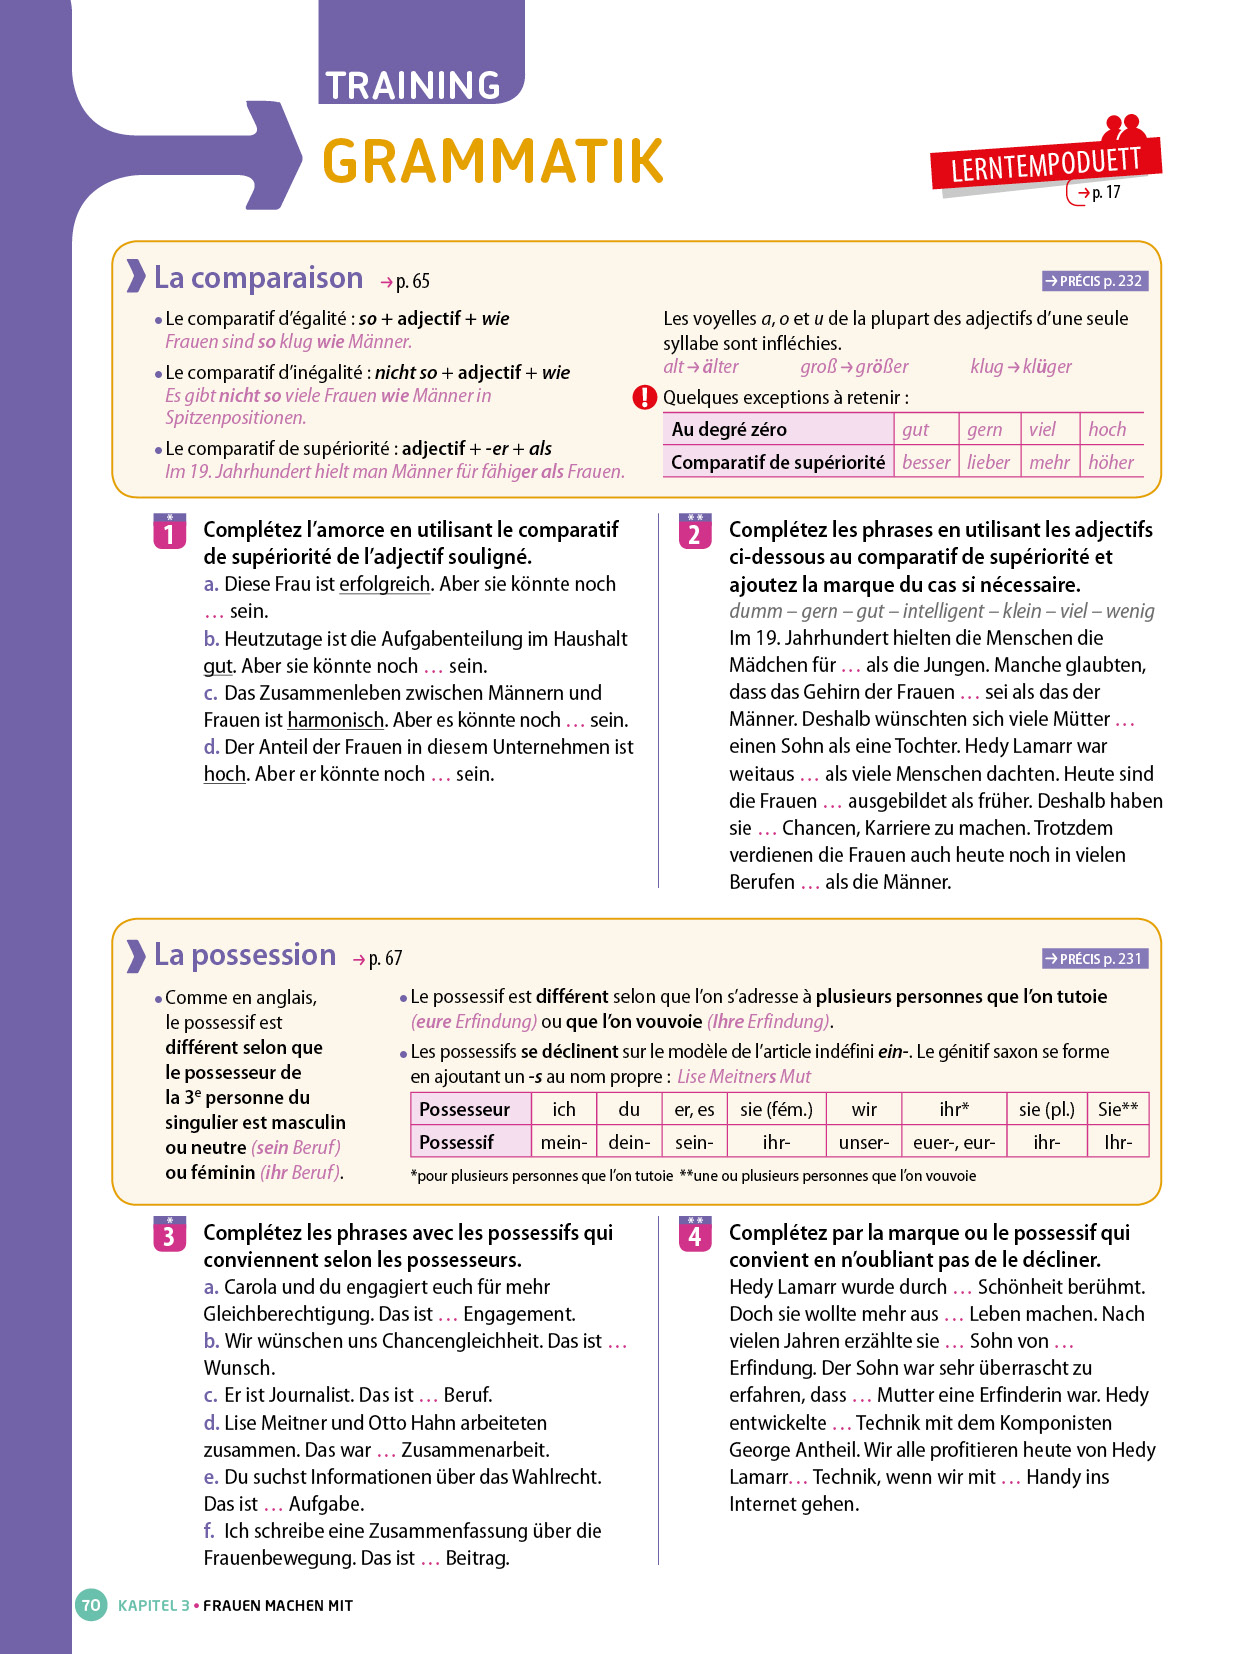 TRAINING
GRAMMATIK
LERNTEMPODUETT
→ p. 17
La comparaison → p. 65
→ PRÉCIS p. 232
• Le comparatif d’égalité : so + adjectif + wie
Frauen sind so klug wie Männer.
• Le comparatif d’inégalité : nicht so + adjectif + wie
Es gibt nicht so viele Frauen wie Männer in
Spitzenpositionen.
• Le comparatif de supériorité : adjectif + -er + als
Im 19. Jahrhundert hielt man Männer für fähiger als Frauen.
Les voyelles a, o et u de la plupart des adjectifs d’une seule
syllabe sont infléchies.
alt → älter groß → größer klug → klüger
! Quelques exceptions à retenir :
Au degré zéro gut gern viel hoch
Comparatif de supériorité besser lieber mehr höher
* 1 Complétez l’amorce en utilisant le comparatif
de supériorité de l’adjectif souligné.
a. Diese Frau ist erfolgreich. Aber sie könnte noch
… sein.
b. Heutzutage ist die Aufgabenteilung im Haushalt
gut. Aber sie könnte noch … sein.
c. Das Zusammenleben zwischen Männern und
Frauen ist harmonisch. Aber es könnte noch … sein.
d. Der Anteil der Frauen in diesem Unternehmen ist
hoch. Aber er könnte noch … sein.
** 2 Complétez les phrases en utilisant les adjectifs
ci-dessous au comparatif de supériorité et
ajoutez la marque du cas si nécessaire.
dumm – gern – gut – intelligent – klein – viel – wenig
Im 19. Jahrhundert hielten die Menschen die
Mädchen für … als die Jungen. Manche glaubten,
dass das Gehirn der Frauen … sei als das der
Männer. Deshalb wünschten sich viele Mütter …
einen Sohn als eine Tochter. Hedy Lamarr war
weitaus … als viele Menschen dachten. Heute sind
die Frauen … ausgebildet als früher. Deshalb haben
sie … Chancen, Karriere zu machen. Trotzdem
verdienen die Frauen auch heute noch in vielen
Berufen … als die Männer.
La possession → p. 67
→ PRÉCIS p. 231
• Comme en anglais,
le possessif est
différent selon que
le possesseur de
la 3e personne du
singulier est masculin
ou neutre (sein Beruf)
ou féminin (ihr Beruf).
• Le possessif est différent selon que l’on s’adresse à plusieurs personnes que l’on tutoie
(eure Erfindung) ou que l’on vouvoie (Ihre Erfindung).
• Les possessifs se déclinent sur le modèle de l’article indéfini ein-. Le génitif saxon se forme
en ajoutant un -s au nom propre : Lise Meitners Mut
Possesseur ich du er, es sie (fém.) wir ihr* sie (pl.) Sie**
Possessif mein- dein- sein- ihr- unser- euer-, eur- ihr- Ihr-
*pour plusieurs personnes que l’on tutoie **une ou plusieurs personnes que l’on vouvoie
* 3 Complétez les phrases avec les possessifs qui
conviennent selon les possesseurs.
a. Carola und du engagiert euch für mehr
Gleichberechtigung. Das ist … Engagement.
b. Wir wünschen uns Chancengleichheit. Das ist …
Wunsch.
c. Er ist Journalist. Das ist … Beruf.
d. Lise Meitner und Otto Hahn arbeiteten
zusammen. Das war … Zusammenarbeit.
e. Du suchst Informationen über das Wahlrecht.
Das ist … Aufgabe.
f. Ich schreibe eine Zusammenfassung über die
Frauenbewegung. Das ist … Beitrag.
** 4 Complétez par la marque ou le possessif qui
convient en n’oubliant pas de le décliner.
Hedy Lamarr wurde durch … Schönheit berühmt.
Doch sie wollte mehr aus … Leben machen. Nach
vielen Jahren erzählte sie … Sohn von …
Erfindung. Der Sohn war sehr überrascht zu
erfahren, dass … Mutter eine Erfinderin war. Hedy
entwickelte … Technik mit dem Komponisten
George Antheil. Wir alle profitieren heute von Hedy
Lamarr… Technik, wenn wir mit … Handy ins
Internet gehen.
70 KAPITEL 3 • FRAUEN MACHEN MIT